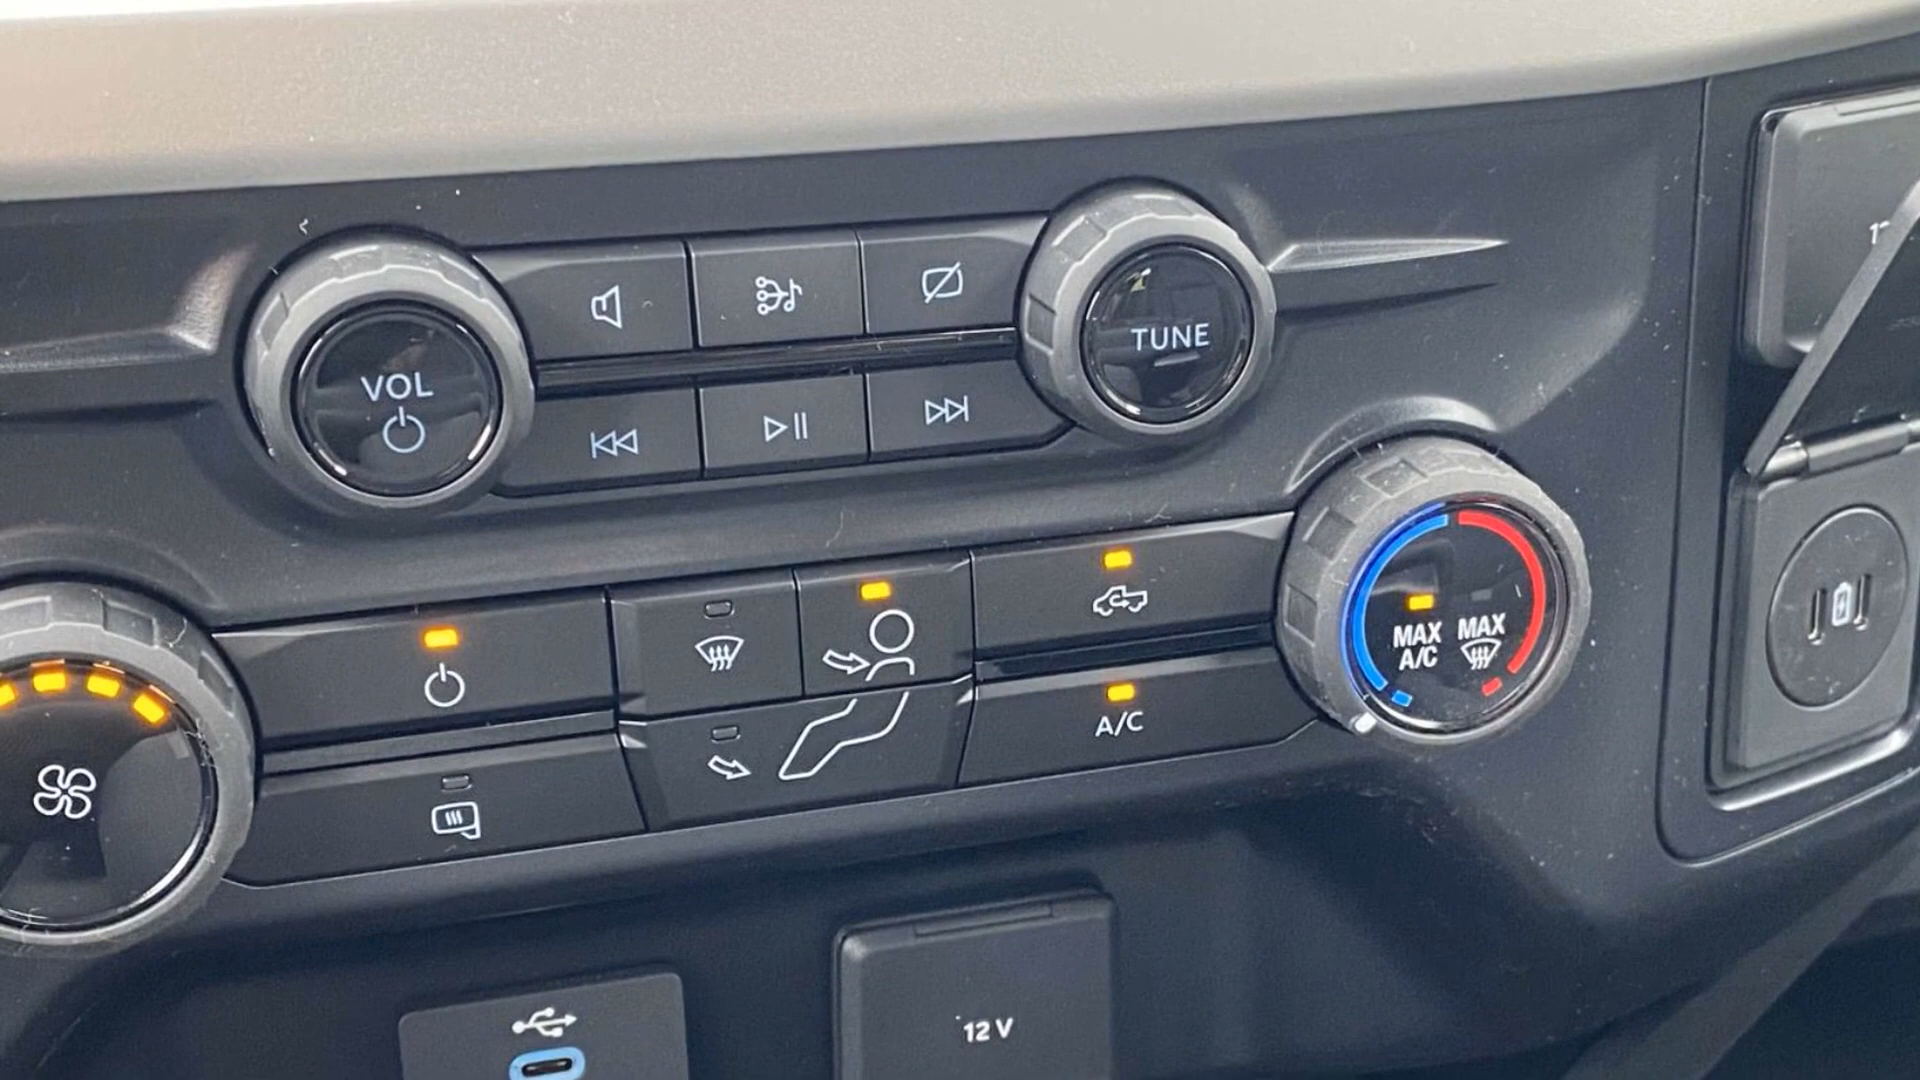 VOL
TUNE
MAX A/C
MAX
A/C
12 V